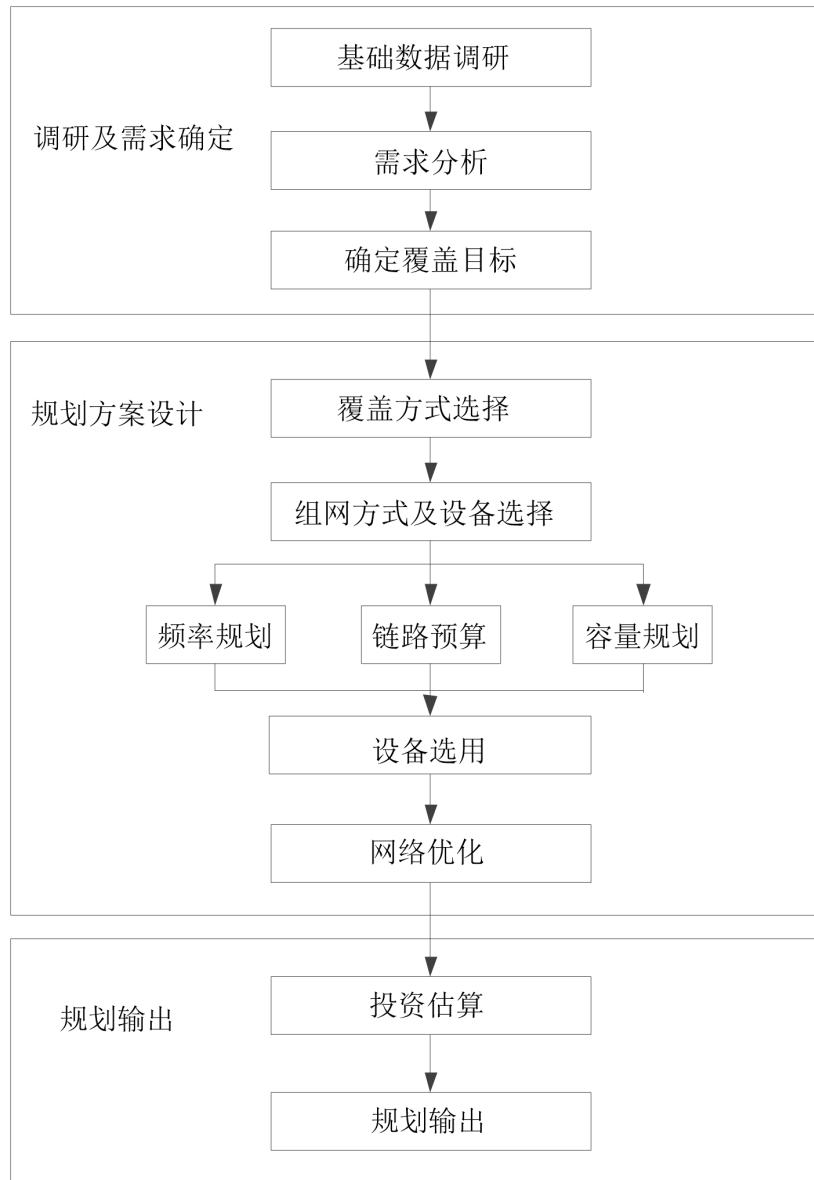 基础数据调研
调研及需求确定
需求分析
确定覆盖目标
规划方案设计
覆盖方式选择
组网方式及设备选择
频率规划
链路预算
容量规划
设备选用
网络优化
规划输出
投资估算
规划输出